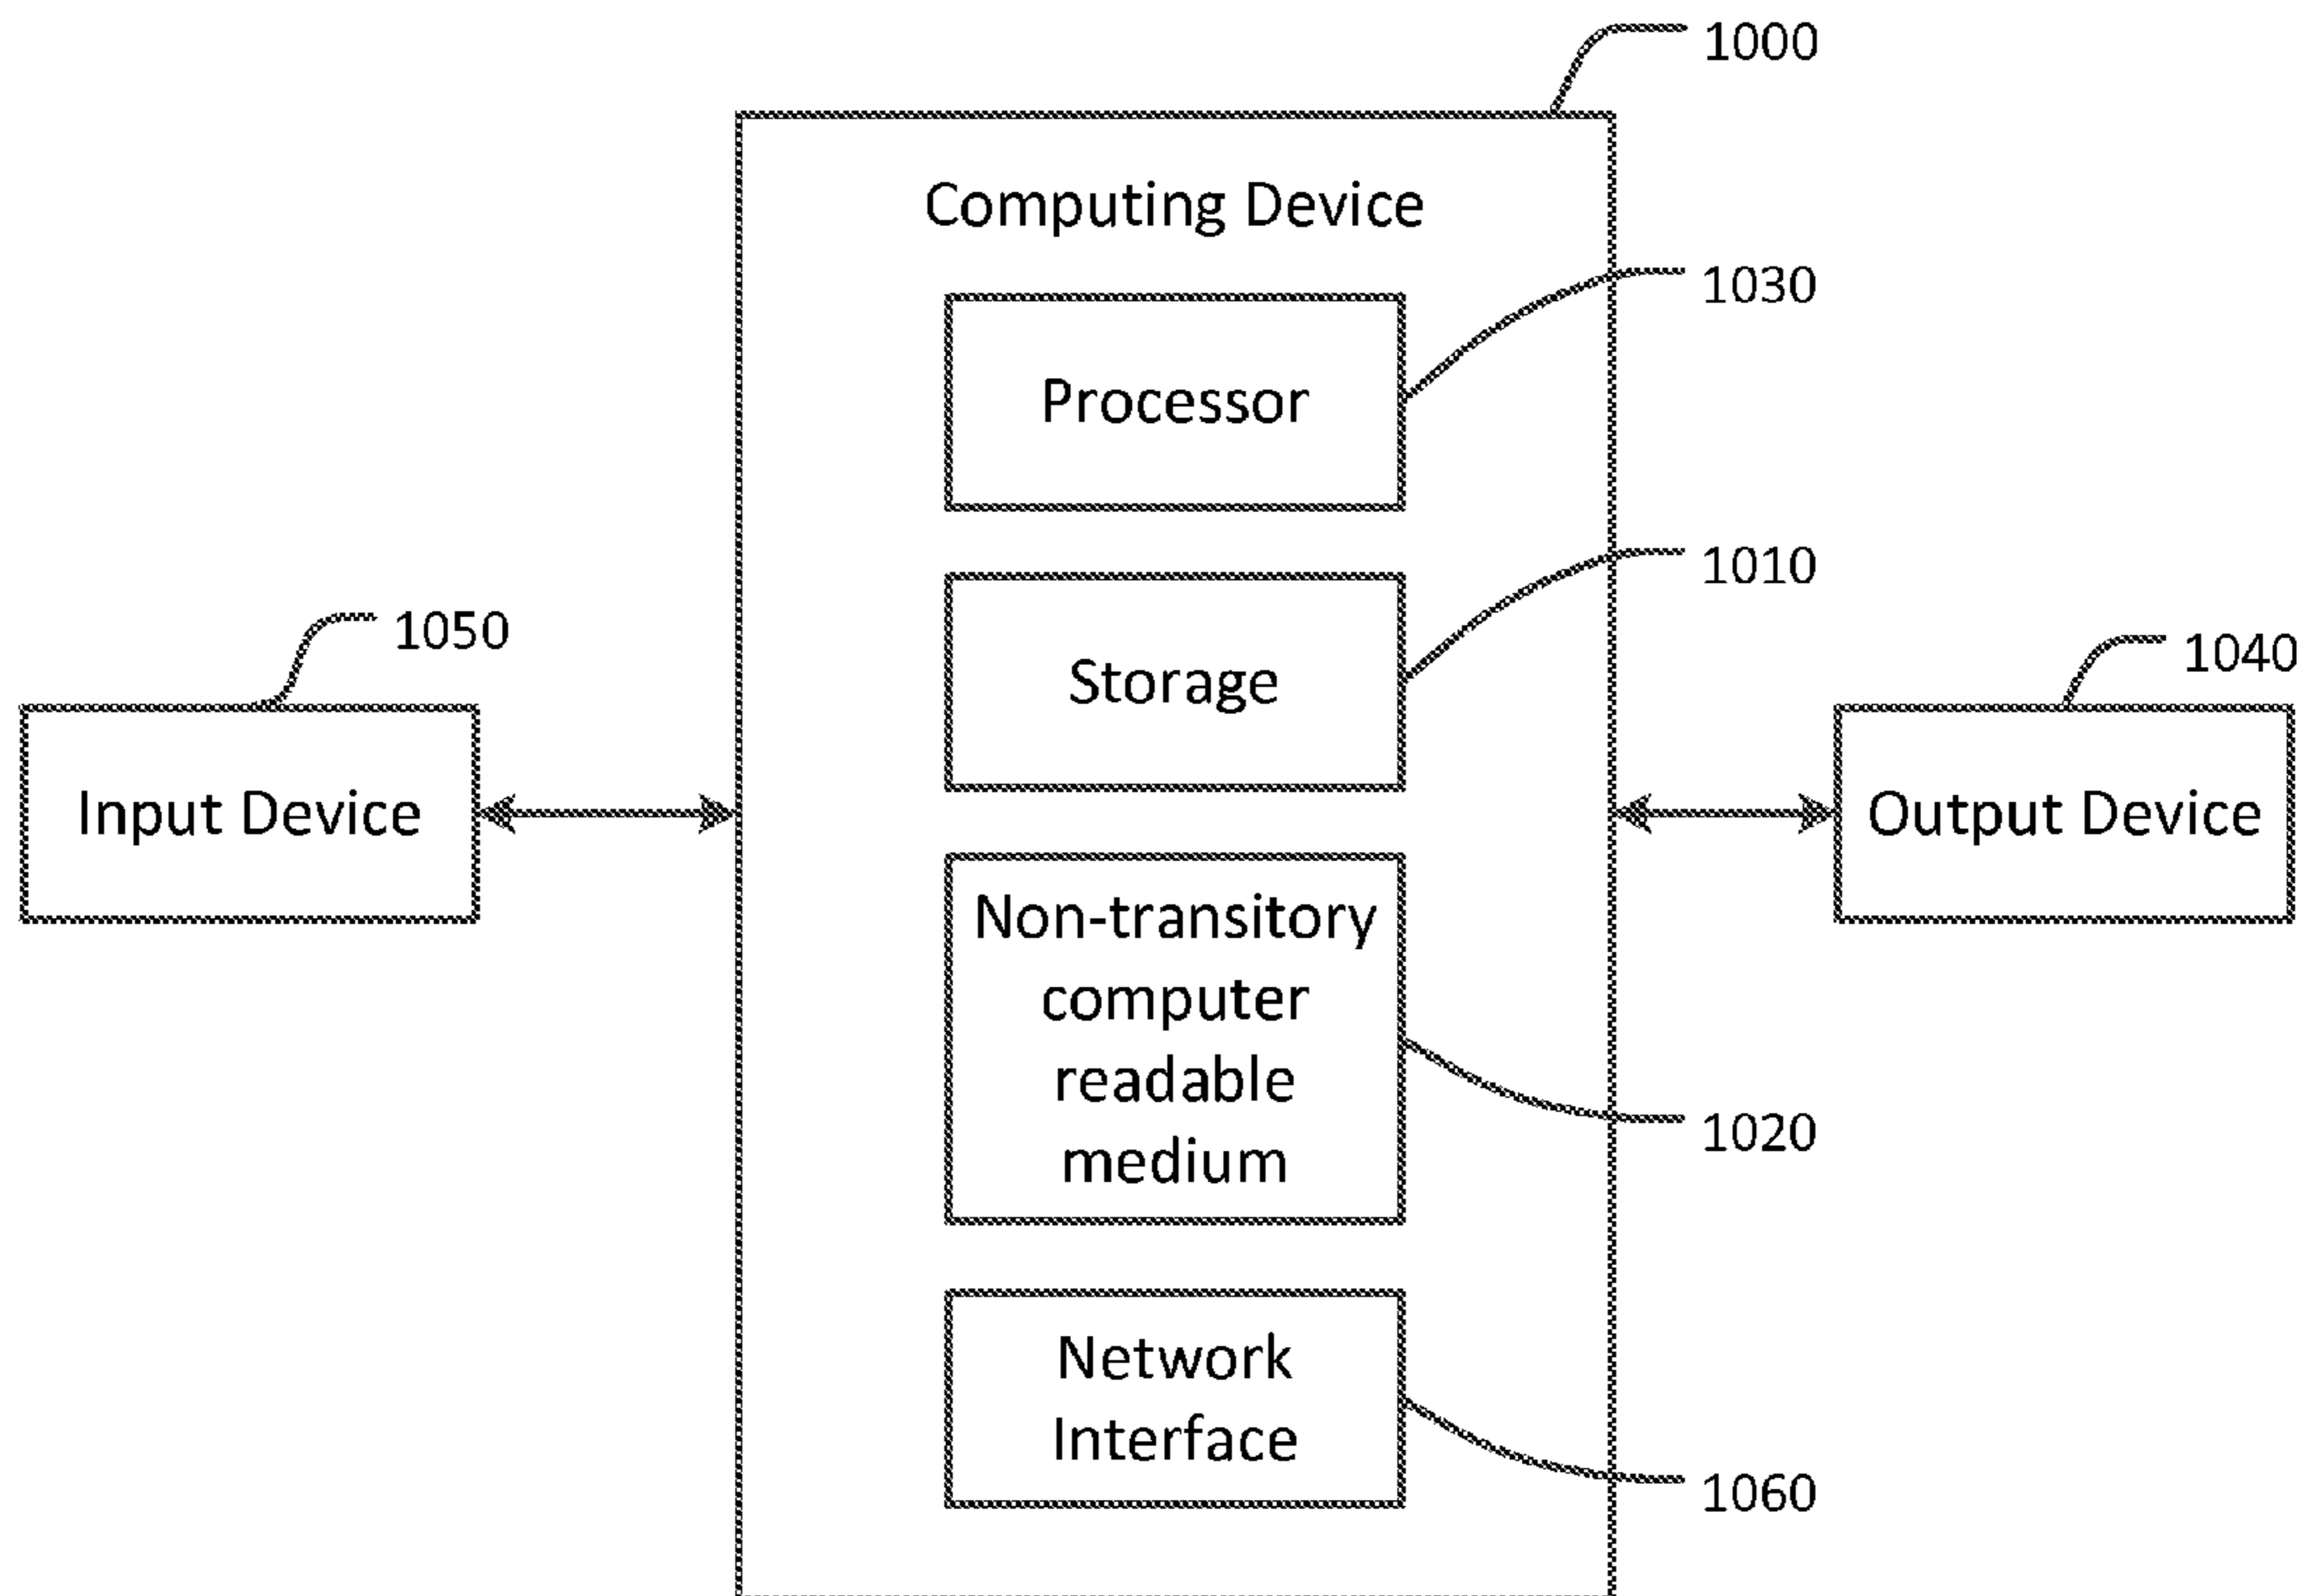 1000
Computing Device
1030
Processor
1010
Storage
1050
Input Device
1040
Output Device
Non-transitory
computer
readable
medium
1020
Network
Interface
1060